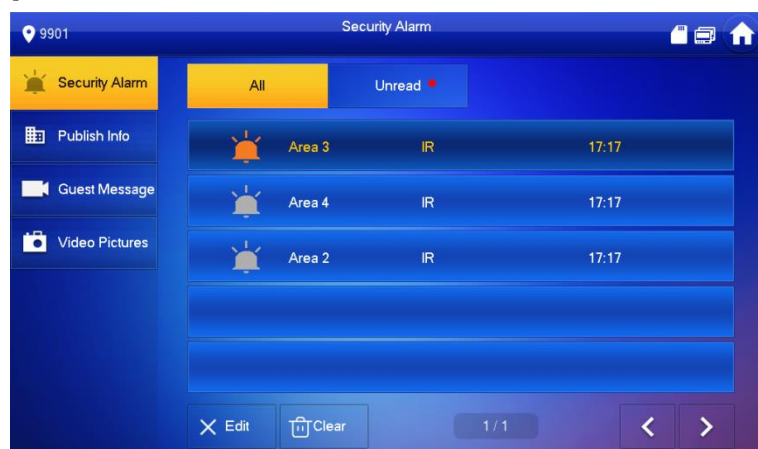 9901
Security Alarm
Security Alarm
Publish Info
Guest Message
Video Pictures
All
Unread
Area 3 IR 17:17
Area 4 IR 17:17
Area 2 IR 17:17
Edit
Clear
1 / 1